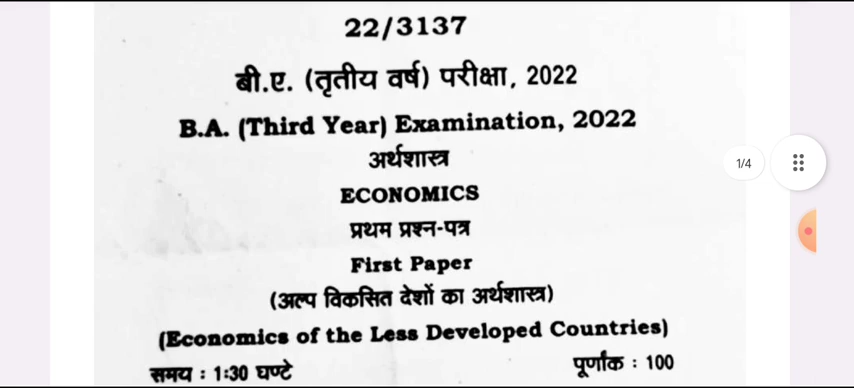 22/3137
बी.ए. (तृतीय वर्ष) परीक्षा, 2022
B.A. (Third Year) Examination, 2022
अर्थशास्त्र
1/4
ECONOMICS
प्रथम प्रश्न-पत्र
First Paper
(अल्प विकसित देशों का अर्थशास्त्र)
(Economics of the Less Developed Countries)
समय : 1:30 घण्टे पूर्णांक : 100